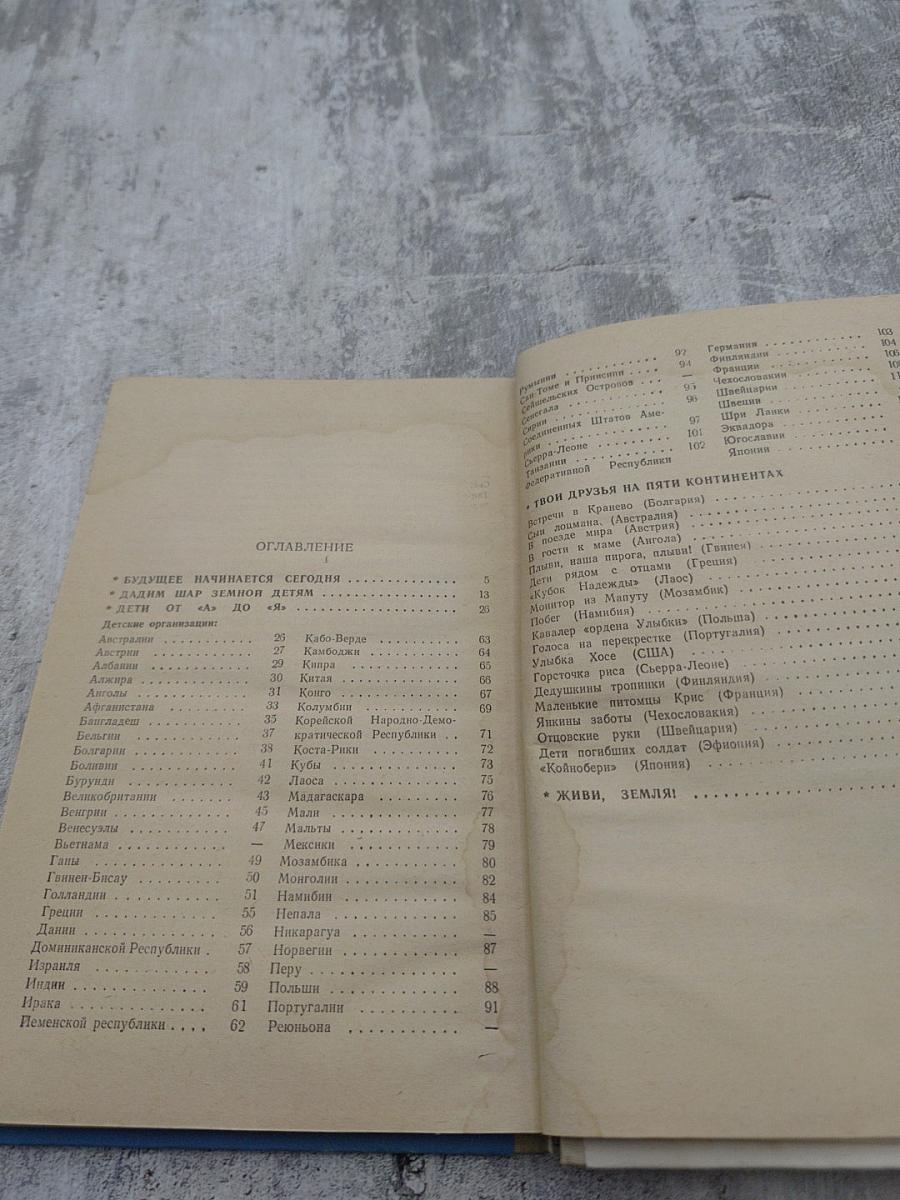 ОГЛАВЛЕНИЕ
* БУДУЩЕЕ НАЧИНАЕТСЯ СЕГОДНЯ . . . . . . . . . . . . 5
* ДАДИМ ШАР ЗЕМНОЙ ДЕТЯМ . . . . . . . . . . . . 13
* ДЕТИ ОТ «А» ДО «Я» . . . . . . . . . . . . 26
Детские организации:
Австралии . . . . . . . . 26
Австрии . . . . . . . . 27
Албании . . . . . . . . 29
Алжира . . . . . . . . 30
Анголы . . . . . . . . 31
Афганистана . . . . . . . . 33
Бангладеш . . . . . . . . 35
Бельгии . . . . . . . . 37
Болгарии . . . . . . . . 38
Боливии . . . . . . . . 41
Бурунди . . . . . . . . 42
Великобритании . . . . . . . . 43
Венгрии . . . . . . . . 45
Венесуэлы . . . . . . . . 47
Вьетнама . . . . . . . . —
Ганы . . . . . . . . 49
Гвинеи-Бисау . . . . . . . . 50
Голландии . . . . . . . . 51
Греции . . . . . . . . 55
Дании . . . . . . . . 56
Доминиканской Республики . 57
Израиля . . . . . . . . 58
Индии . . . . . . . . 59
Ирака . . . . . . . . 61
Йеменской республики . . . . 62
Кабо-Верде . . . . . . . . 63
Камбоджи . . . . . . . . 64
Кипра . . . . . . . . 65
Китая . . . . . . . . 66
Конго . . . . . . . . 67
Колумбии . . . . . . . . 69
Корейской Народно-Демо-
кратической Республики . . 71
Коста-Рики . . . . . . . . 72
Кубы . . . . . . . . 73
Лаоса . . . . . . . . 75
Мадагаскара . . . . . . . . 76
Мали . . . . . . . . 77
Мальты . . . . . . . . 78
Мексики . . . . . . . . 79
Мозамбика . . . . . . . . 80
Монголии . . . . . . . . 82
Намибии . . . . . . . . 84
Непала . . . . . . . . 85
Никарагуа . . . . . . . . —
Норвегии . . . . . . . . 87
Перу . . . . . . . . —
Польши . . . . . . . . 88
Португалии . . . . . . . . 91
Реюньона . . . . . . . . —
Румынии . . . . . . . . 92
Сан-Томе и Принсипи . . . . 94
Сейшельских Островов . . . —
Сенегала . . . . . . . . 95
Сирии . . . . . . . . 96
Соединенных Штатов Аме-
рики . . . . . . . . 97
Сьерра-Леоне . . . . . . . . 101
Танзании . . . . . . . . 102
Федеративной Республики
Германия . . . . . . . . 103
Финляндии . . . . . . . . 104
Франции . . . . . . . .
Чехословакии . . . . . . . .
Швейцарии . . . . . . . .
Швеции . . . . . . . .
Шри Ланки . . . . . . . .
Эквадора . . . . . . . .
Югославии . . . . . . . .
Японии . . . . . . . .
* ТВОИ ДРУЗЬЯ НА ПЯТИ КОНТИНЕНТАХ
Встречи в Кранево (Болгария) . . . . . . . .
Сын лоцмана, (Австралия) . . . . . . . .
В поезде мира (Австрия) . . . . . . . .
В гости к маме (Ангола) . . . . . . . .
Плыви, наша пирога, плыви! (Гвинея) . . . . . . . .
Дети рядом с отцами (Греция) . . . . . . . .
«Кубок Надежды» (Лаос) . . . . . . . .
Монитор из Мапуту (Мозамбик) . . . . . . . .
Побег (Намибия) . . . . . . . .
Кавалер «ордена Улыбки» (Польша) . . . . . . . .
Голоса на перекрестке (Португалия) . . . . . . . .
Улыбка Хосе (США) . . . . . . . .
Горсточка риса (Сьерра-Леоне) . . . . . . . .
Дедушкины тропинки (Финляндия) . . . . . . . .
Маленькие питомцы Крис (Франция) . . . . . . . .
Янкины заботы (Чехословакия) . . . . . . . .
Отцовские руки (Швейцария) . . . . . . . .
Дети погибших солдат (Эфиопия) . . . . . . . .
«Койнобери» (Япония) . . . . . . . .
* ЖИВИ, ЗЕМЛЯ! . . . . . . . .